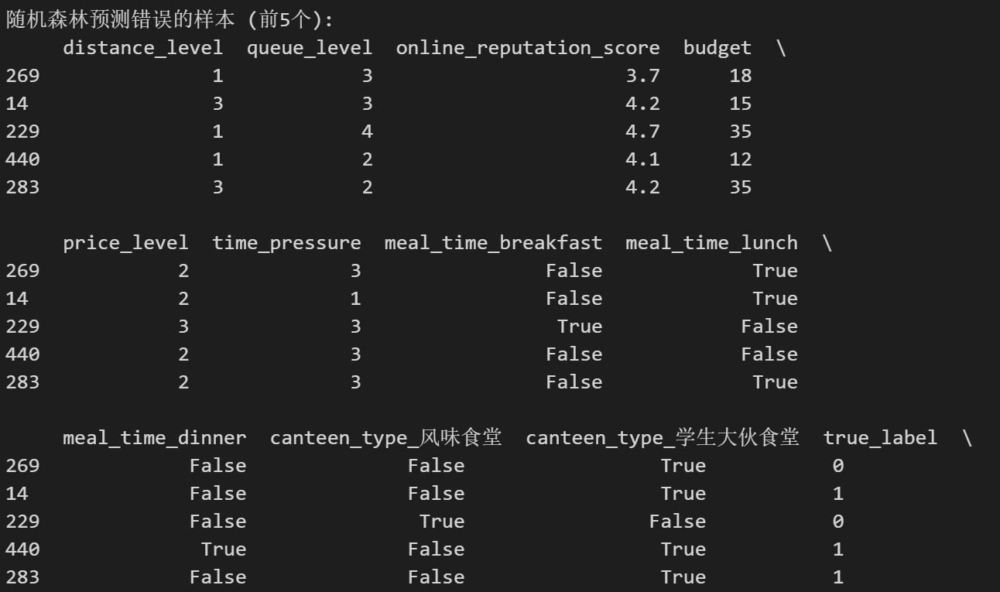 随机森林预测错误的样本 (前5个):
     distance_level  queue_level  online_reputation_score  budget  \
269               1            3                      3.7      18
14                3            3                      4.2      15
229               1            4                      4.7      35
440               1            2                      4.1      12
283               3            2                      4.2      35

     price_level  time_pressure  meal_time_breakfast  meal_time_lunch  \
269            2              3                False             True
14             2              1                False             True
229            3              3                 True            False
440            2              3                False            False
283            2              3                False             True

     meal_time_dinner  canteen_type_风味食堂  canteen_type_学生大伙食堂  true_label  \
269             False              False                True           0
14              False              False                True           1
229             False               True               False           0
440              True              False                True           1
283             False              False                True           1